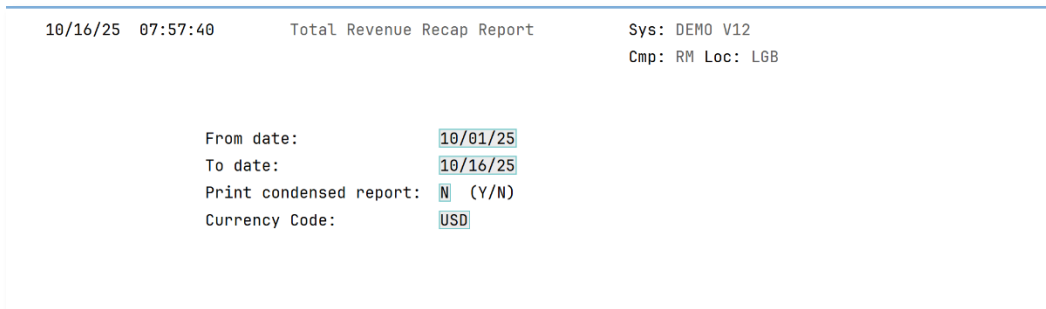 10/16/25  07:57:40  Total Revenue Recap Report  Sys: DEMO V12
Cmp: RM Loc: LGB
From date: 10/01/25
To date: 10/16/25
Print condensed report: N (Y/N)
Currency Code: USD